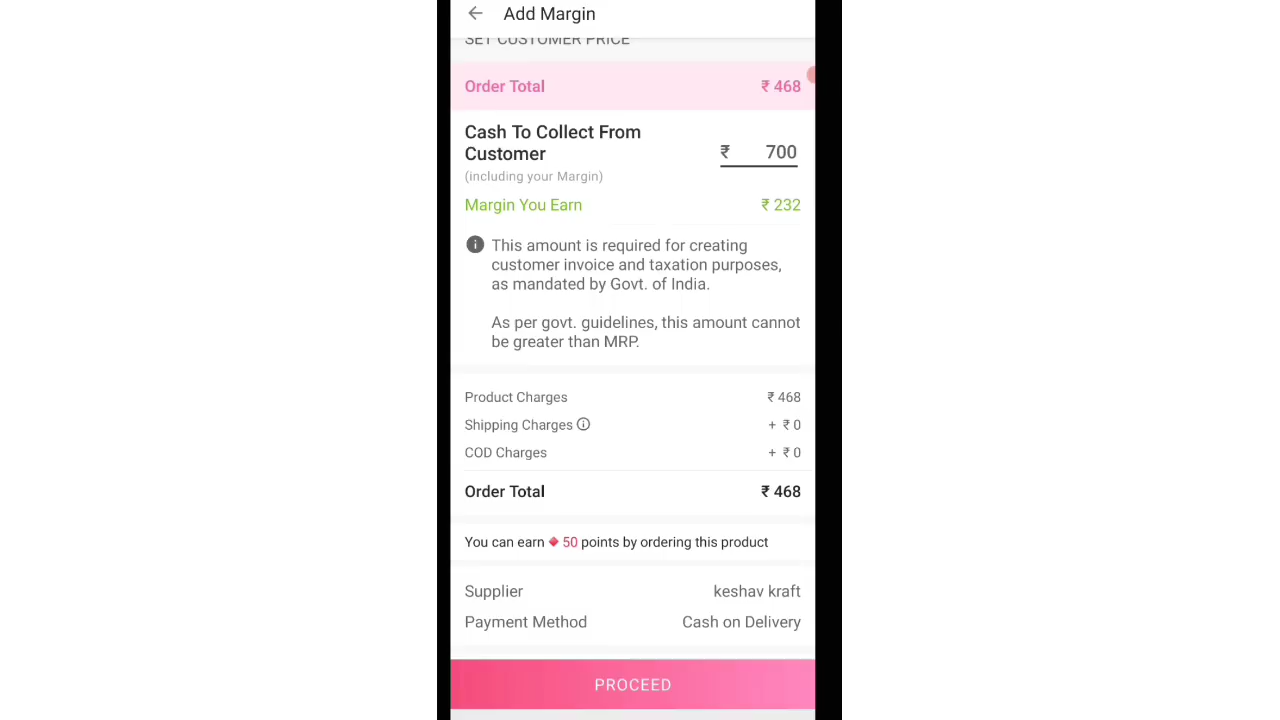 Add Margin
SET CUSTOMER PRICE
Order Total ₹ 468
Cash To Collect From
Customer
₹ 700
(including your Margin)
Margin You Earn ₹ 232
This amount is required for creating
customer invoice and taxation purposes,
as mandated by Govt. of India.
As per govt. guidelines, this amount cannot
be greater than MRP.
Product Charges ₹ 468
Shipping Charges + ₹ 0
COD Charges + ₹ 0
Order Total ₹ 468
You can earn 50 points by ordering this product
Supplier keshav kraft
Payment Method Cash on Delivery
PROCEED